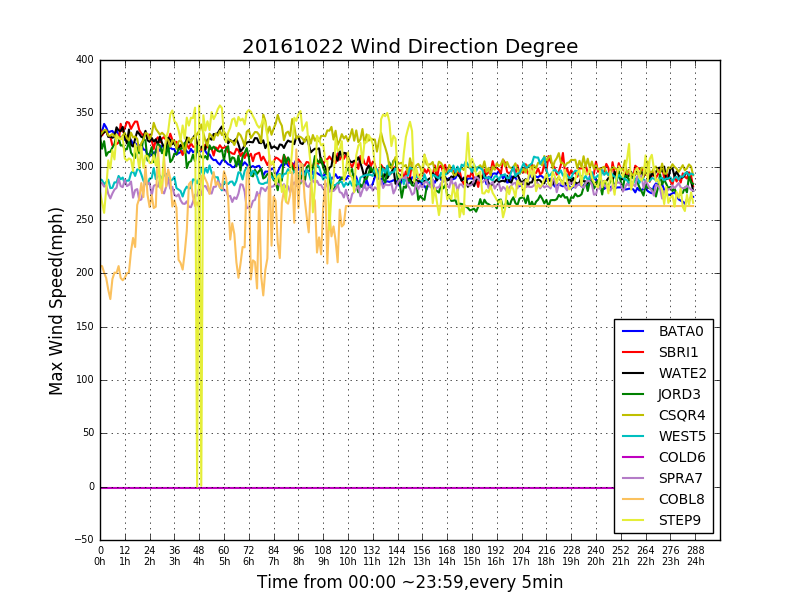 20161022 Wind Direction Degree
400
350
300
250
200
150
100
50
0
−50
Max Wind Speed(mph)
BATA0
SBRI1
WATE2
JORD3
CSQR4
WEST5
COLD6
SPRA7
COBL8
STEP9
0 12 24 36 48 60 72 84 96 108 120 132 144 156 168 180 192 204 216 228 240 252 264 276 288
0h 1h 2h 3h 4h 5h 6h 7h 8h 9h 10h 11h 12h 13h 14h 15h 16h 17h 18h 19h 20h 21h 22h 23h 24h
Time from 00:00 ~23:59,every 5min